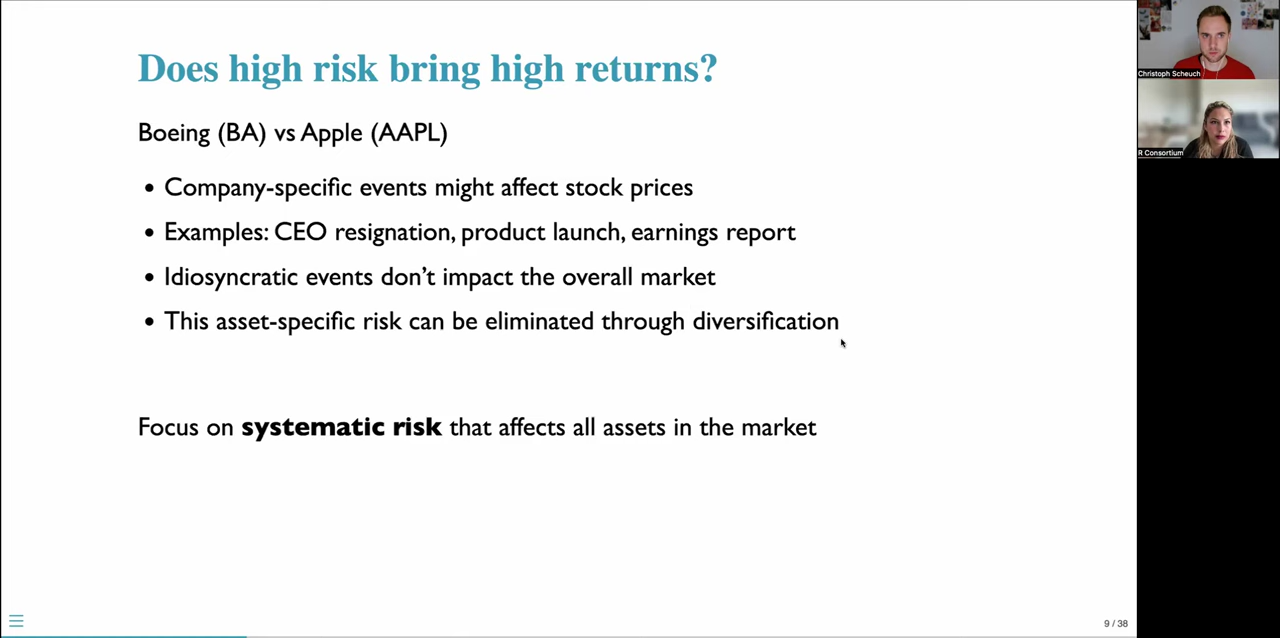 Does high risk bring high returns?
Boeing (BA) vs Apple (AAPL)
• Company-specific events might affect stock prices
• Examples: CEO resignation, product launch, earnings report
• Idiosyncratic events don’t impact the overall market
• This asset-specific risk can be eliminated through diversification
Focus on systematic risk that affects all assets in the market
9 / 38
Christoph Scheuch
R Consortium